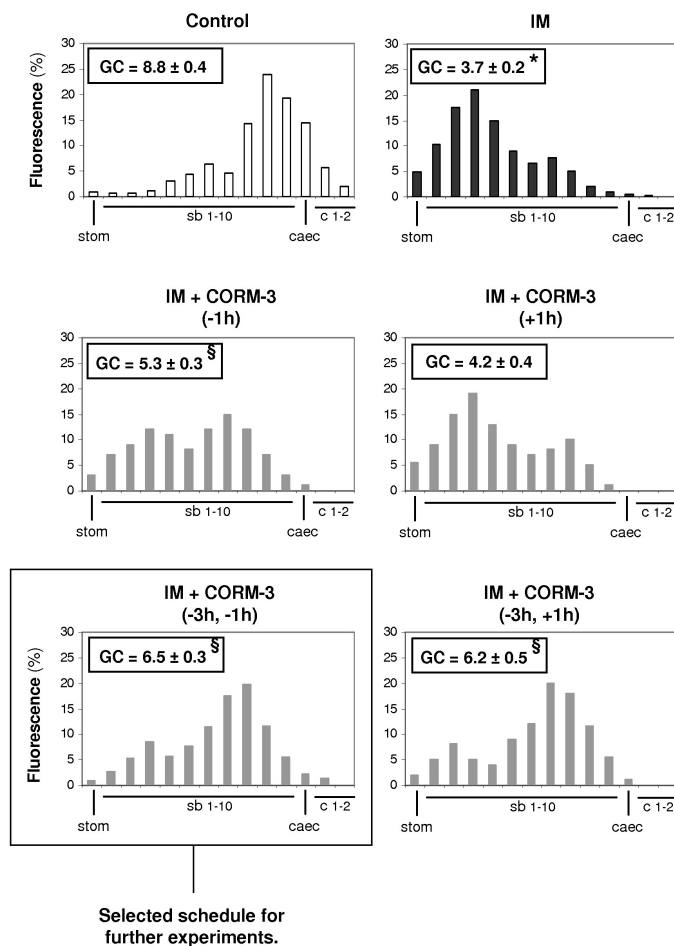 Control
IM
30
25
20
15
10
5
0
Fluorescence (%)
GC = 8.8 ± 0.4
stom
sb 1-10
caec
c 1-2
30
25
20
15
10
5
0
GC = 3.7 ± 0.2 *
stom
sb 1-10
caec
c 1-2
IM + CORM-3
(-1h)
30
25
20
15
10
5
0
GC = 5.3 ± 0.3 §
stom
sb 1-10
caec
c 1-2
IM + CORM-3
(+1h)
30
25
20
15
10
5
0
GC = 4.2 ± 0.4
stom
sb 1-10
caec
c 1-2
IM + CORM-3
(-3h, -1h)
30
25
20
15
10
5
0
Fluorescence (%)
GC = 6.5 ± 0.3 §
stom
sb 1-10
caec
c 1-2
IM + CORM-3
(-3h, +1h)
30
25
20
15
10
5
0
GC = 6.2 ± 0.5 §
stom
sb 1-10
caec
c 1-2
Selected schedule for
further experiments.